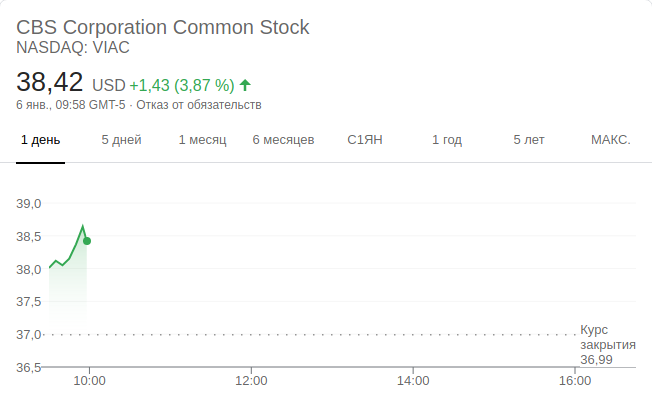 CBS Corporation Common Stock
NASDAQ: VIAC
38,42 USD +1,43 (3,87 %)
6 янв., 09:58 GMT-5 · Отказ от обязательств
1 день 5 дней 1 месяц 6 месяцев С1ЯН 1 год 5 лет МАКС.
39,0
38,5
38,0
37,5
37,0
Курс
закрытия
36,99
36,5
10:00 12:00 14:00 16:00